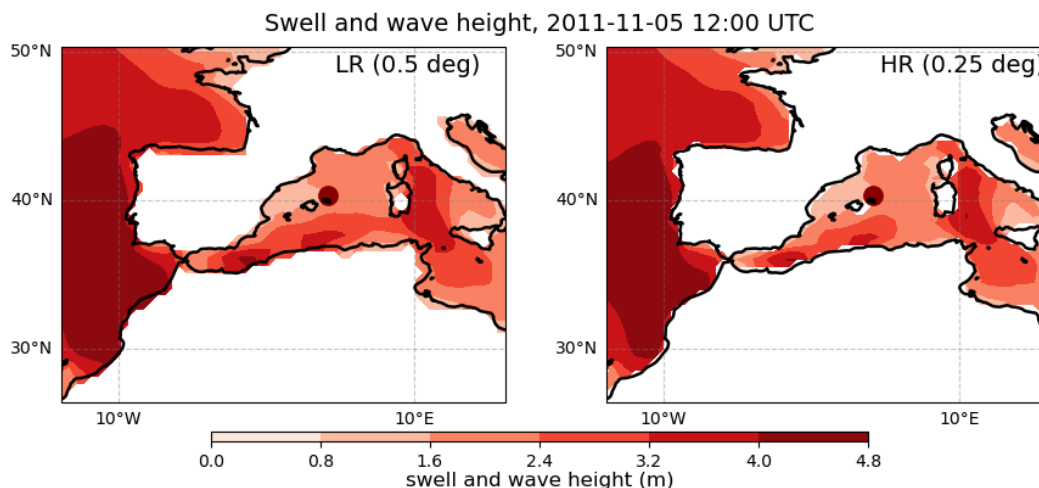 Swell and wave height, 2011-11-05 12:00 UTC
LR (0.5 deg)
HR (0.25 deg)
50°N
40°N
30°N
10°W
10°E
50°N
40°N
30°N
10°W
10°E
0.0 0.8 1.6 2.4 3.2 4.0 4.8
swell and wave height (m)